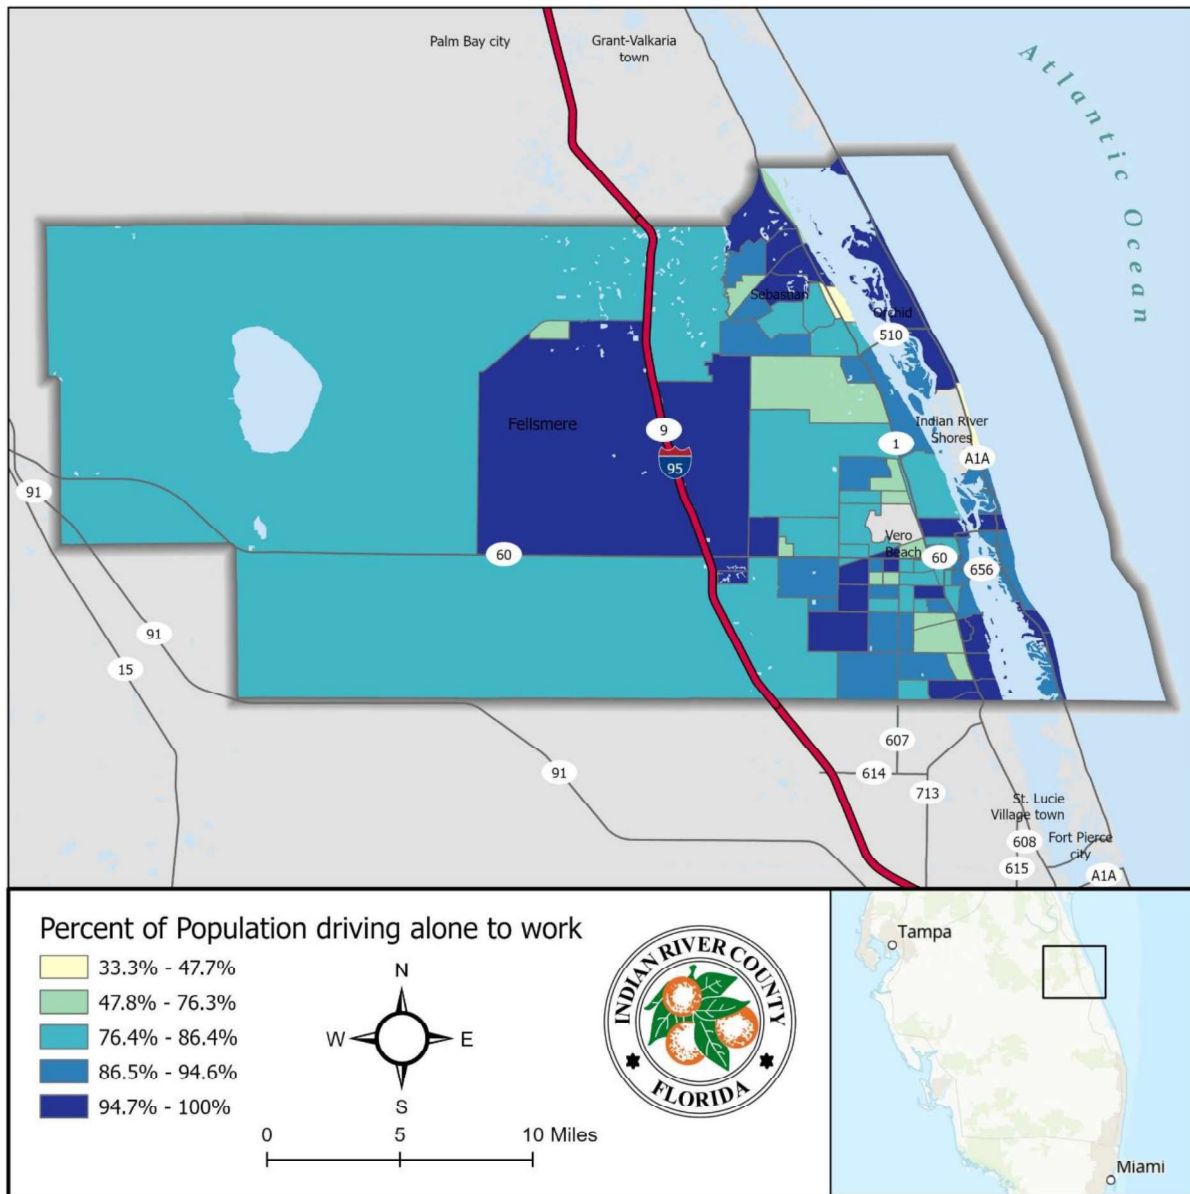 Palm Bay city
Grant-Valkaria
town
Atlantic Ocean
Sebastian
Orchid
510
Fellsmere
9
95
1
Indian River
Shores
A1A
91
60
Vero
Beach
60
656
91
15
91
607
614
713
St. Lucie
Village town
608
Fort Pierce
city
615
A1A
Percent of Population driving alone to work
33.3% - 47.7%
47.8% - 76.3%
76.4% - 86.4%
86.5% - 94.6%
94.7% - 100%
N
W
E
S
0 5 10 Miles
INDIAN RIVER COUNTY
FLORIDA
Tampa
Miami